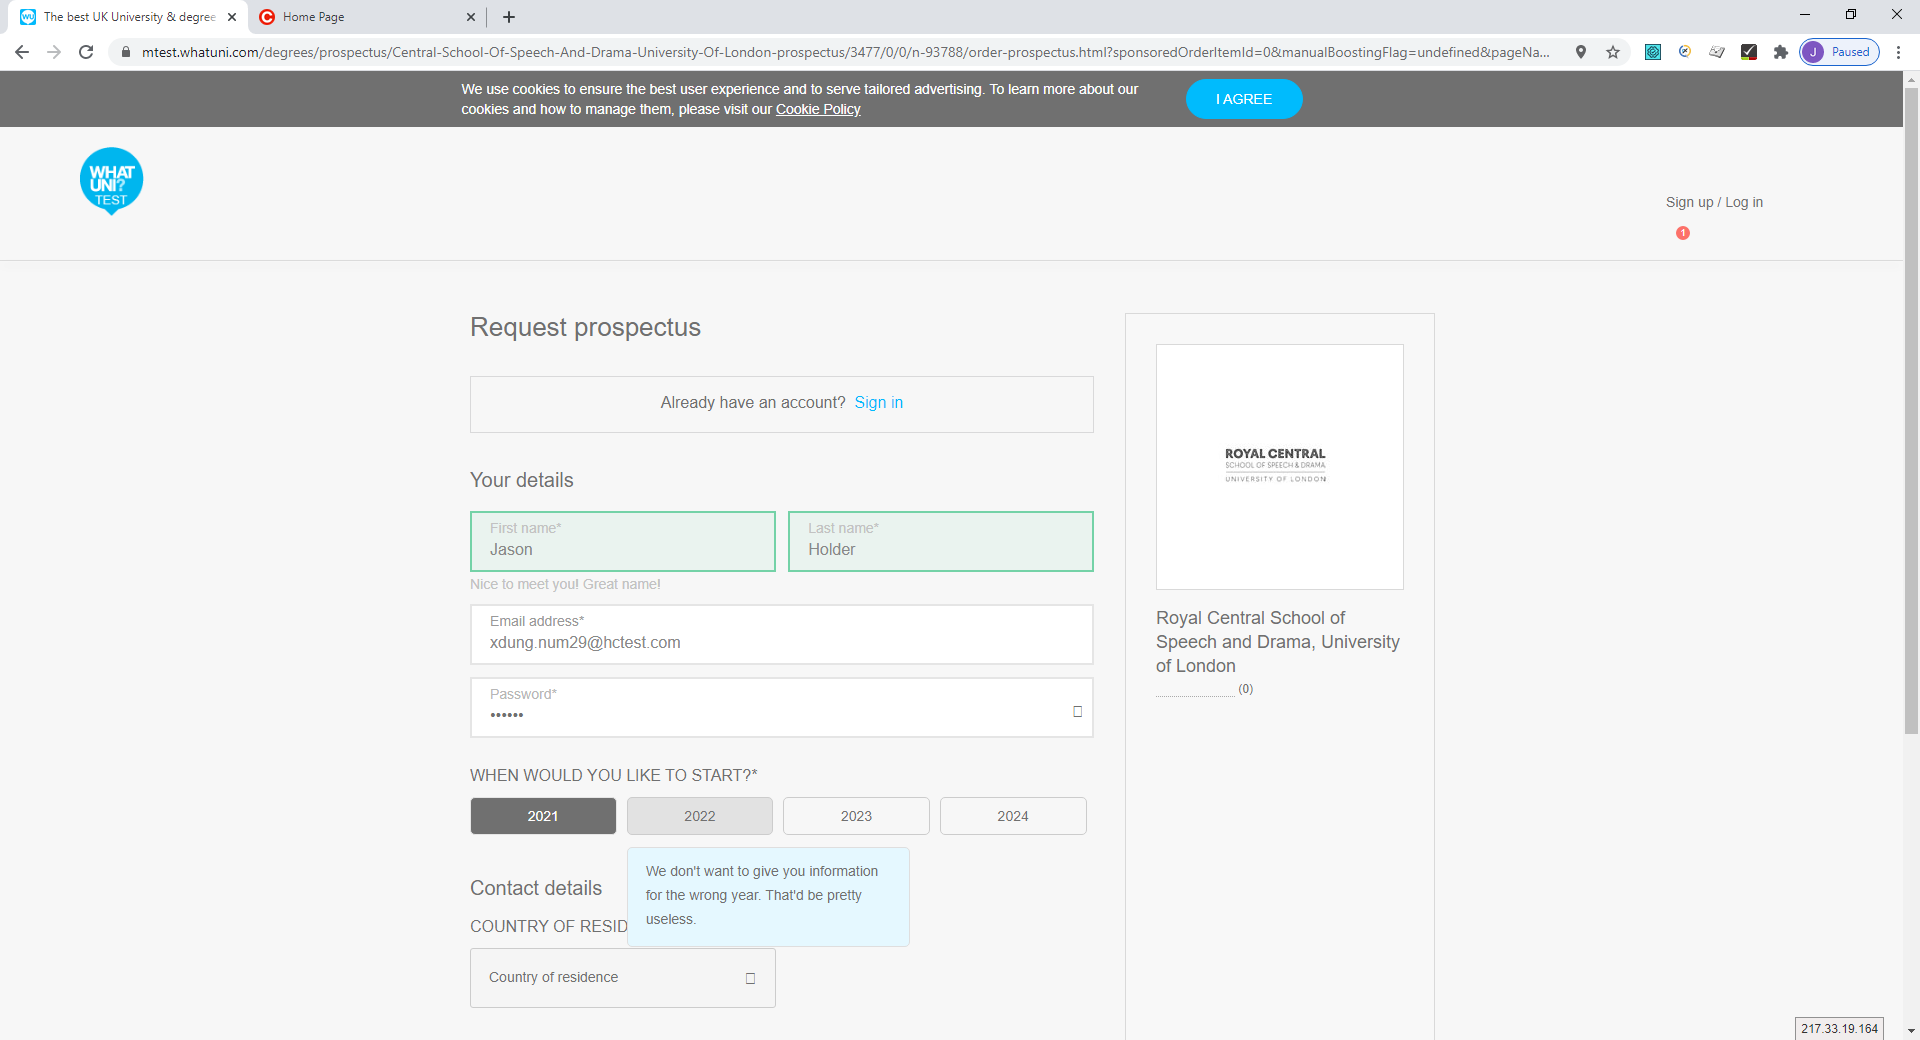 The best UK University & degree
Home Page
mtest.whatuni.com/degrees/prospectus/Central-School-Of-Speech-And-Drama-University-Of-London-prospectus/3477/0/0/n-93788/order-prospectus.html?sponsoredOrderItemId=0&manualBoostingFlag=undefined&pageNa...
J Paused
We use cookies to ensure the best user experience and to serve tailored advertising. To learn more about our
cookies and how to manage them, please visit our Cookie Policy
I AGREE
WHAT
UNI?
TEST
Sign up / Log in
1
Request prospectus
Already have an account? Sign in
Your details
First name*
Jason
Last name*
Holder
Nice to meet you! Great name!
Email address*
xdung.num29@hctest.com
Password*
••••••
WHEN WOULD YOU LIKE TO START?*
2021 2022 2023 2024
We don't want to give you information
for the wrong year. That'd be pretty
useless.
Contact details
COUNTRY OF RESID
Country of residence
ROYAL CENTRAL
SCHOOL OF SPEECH & DRAMA
UNIVERSITY OF LONDON
Royal Central School of
Speech and Drama, University
of London
(0)
217.33.19.164